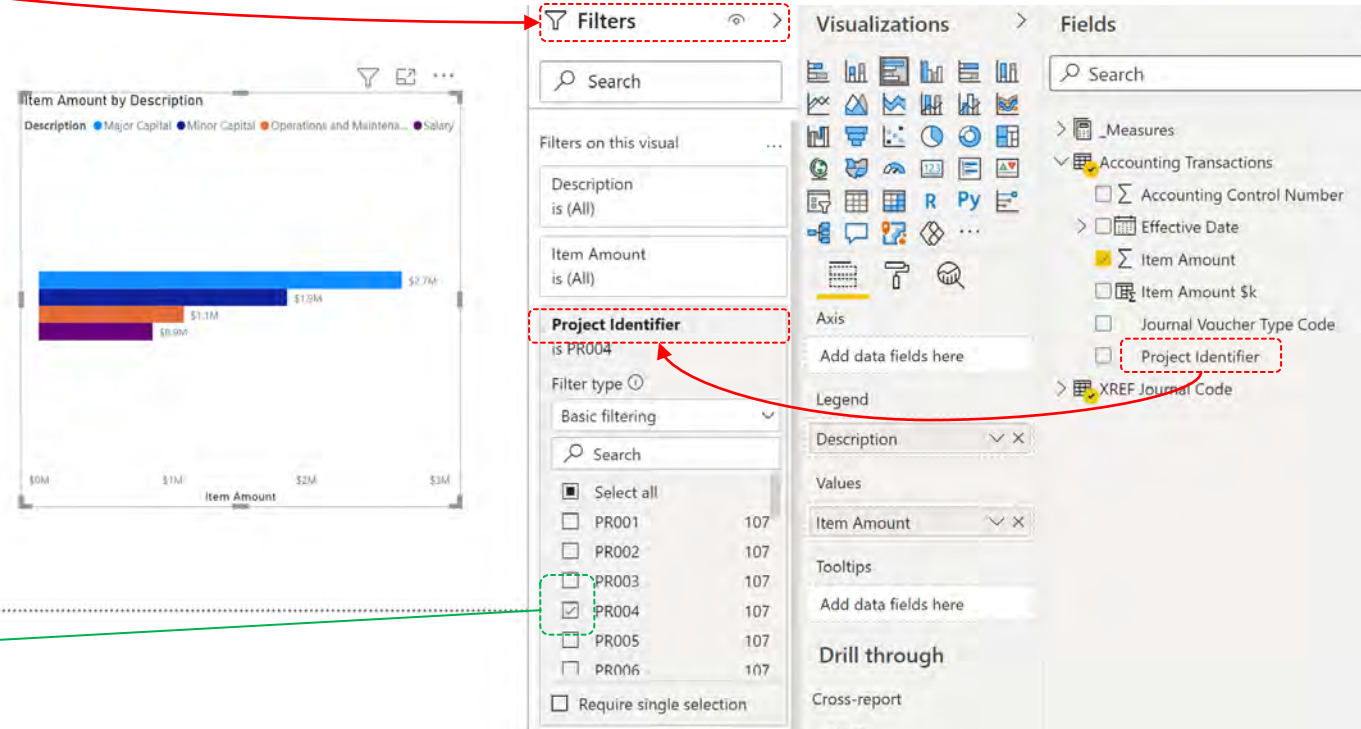 Item Amount by Description
Description Major Capital Minor Capital Operations and Maintena... Salary
$2.7M
$1.9M
$1.1M
$0.9M
$0M $1M $2M $3M
Item Amount
Filters
Search
Filters on this visual ...
Description
is (All)
Item Amount
is (All)
Project Identifier
is PR004
Filter type
Basic filtering
Search
Select all
PR001 107
PR002 107
PR003 107
PR004 107
PR005 107
PR006 107
Require single selection
Visualizations
123
R Py
...
Axis
Add data fields here
Legend
Description
Values
Item Amount
Tooltips
Add data fields here
Drill through
Cross-report
Fields
Search
_Measures
Accounting Transactions
∑ Accounting Control Number
Effective Date
∑ Item Amount
Item Amount $k
Journal Voucher Type Code
Project Identifier
XREF Journal Code